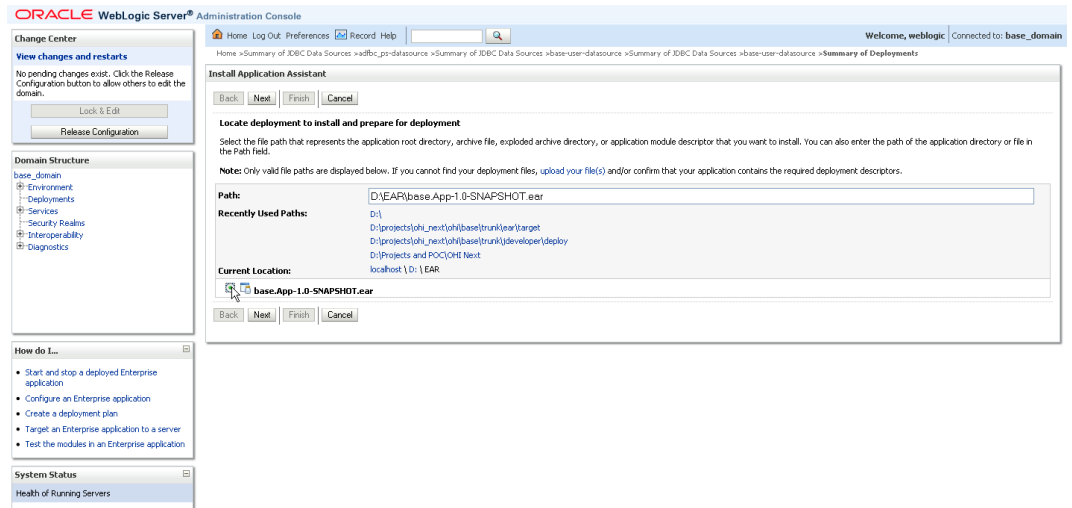 ORACLE WebLogic Server® Administration Console
Change Center
View changes and restarts
No pending changes exist. Click the Release
Configuration button to allow others to edit the
domain.
Lock & Edit
Release Configuration
Domain Structure
base_domain
Environment
Deployments
Services
Security Realms
Interoperability
Diagnostics
How do I...
Start and stop a deployed Enterprise
application
Configure an Enterprise application
Create a deployment plan
Target an Enterprise application to a server
Test the modules in an Enterprise application
System Status
Health of Running Servers
Home Log Out Preferences Record Help
Welcome, weblogic Connected to: base_domain
Home >Summary of JDBC Data Sources >adfbc_ps-datasource >Summary of JDBC Data Sources >base-user-datasource >Summary of JDBC Data Sources >base-user-datasource >Summary of Deployments
Install Application Assistant
Back Next Finish Cancel
Locate deployment to install and prepare for deployment
Select the file path that represents the application root directory, archive file, exploded archive directory, or application module descriptor that you want to install. You can also enter the path of the application directory or file in
the Path field.
Note: Only valid file paths are displayed below. If you cannot find your deployment files, upload your file(s) and/or confirm that your application contains the required deployment descriptors.
Path: D:\EAR\base.App-1.0-SNAPSHOT.ear
Recently Used Paths: D:\
D:\projects\ohi_next\ohi\base\trunk\ear\target
D:\projects\ohi_next\ohi\base\trunk\jdeveloper\deploy
D:\Projects and POC\OHI Next
Current Location: localhost \ D: \ EAR
base.App-1.0-SNAPSHOT.ear
Back Next Finish Cancel